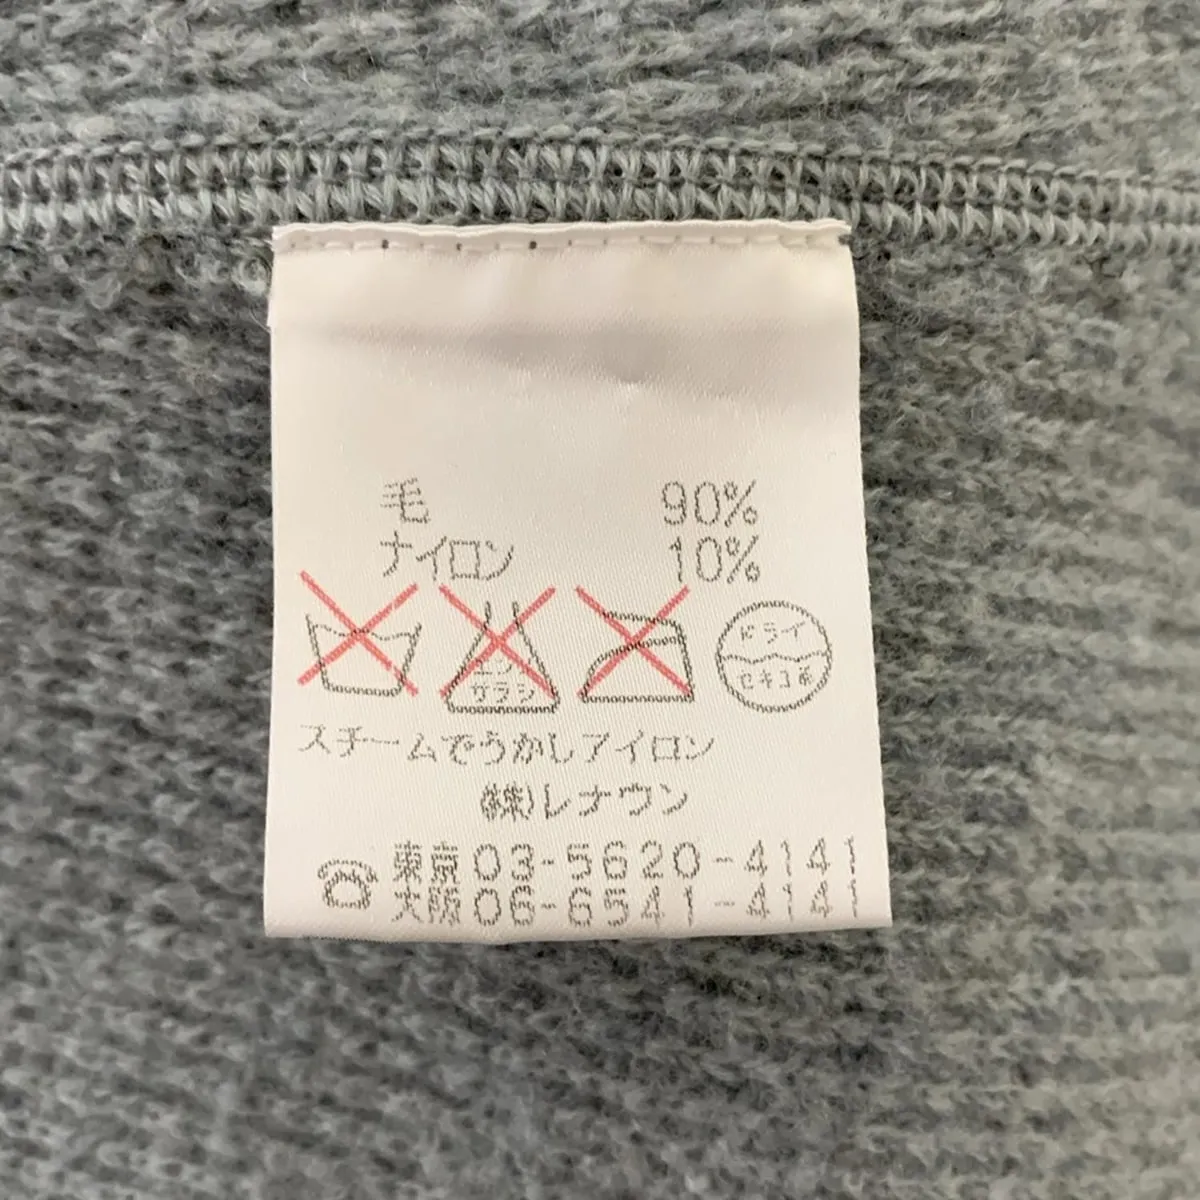 毛 90%
ナイロン 10%
エンソ
サラシ
ドライ
セキユ系
スチームでうかしアイロン
㈱レナウン
東京03-5620-4141
大阪06-6541-4141